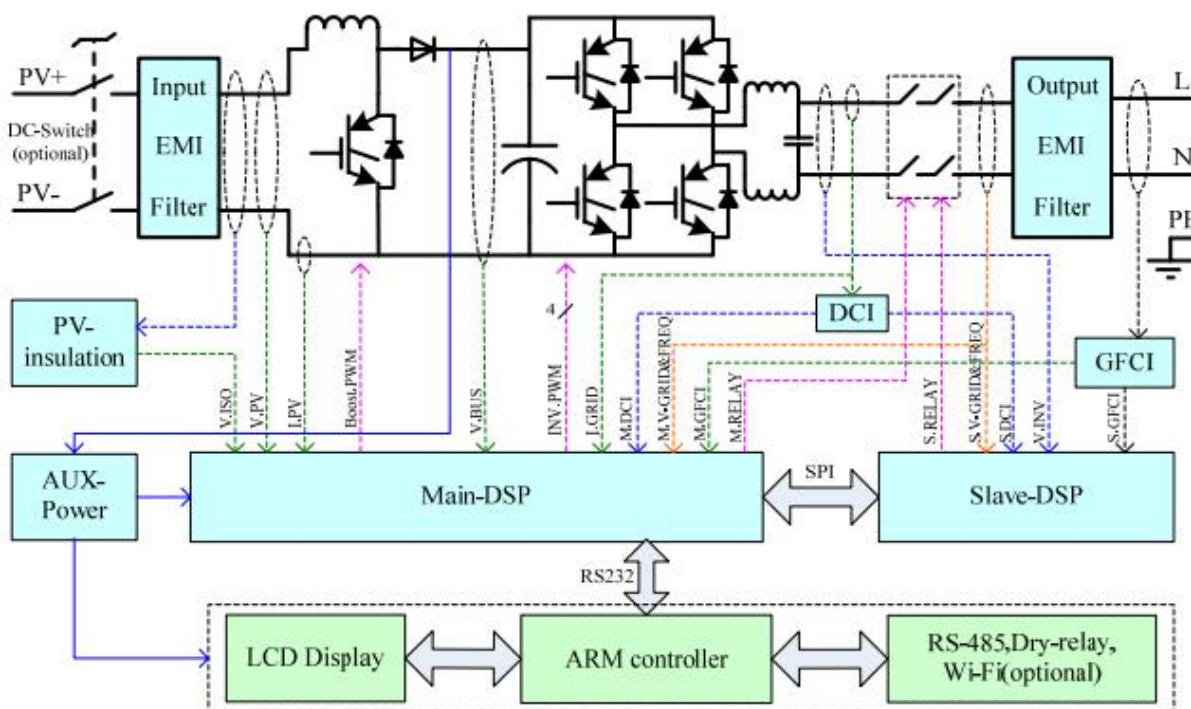 PV+
DC-Switch
(optional)
PV-
Input
EMI
Filter
Output
EMI
Filter
L
N
PE
PV-
insulation
4
DCI
GFCI
V.ISO
V.PV
I.PV
Boost.PWM
V.BUS
INV.PWM
I.GRID
M.DCI
M.V-GRID&FREQ
M.GFCI
M.RELAY
S.RELAY
S.V-GRID&FREQ
S.DCI
V.INV
S.GFCI
AUX-
Power
Main-DSP
SPI
Slave-DSP
RS232
LCD Display
ARM controller
RS-485,Dry-relay,
Wi-Fi(optional)